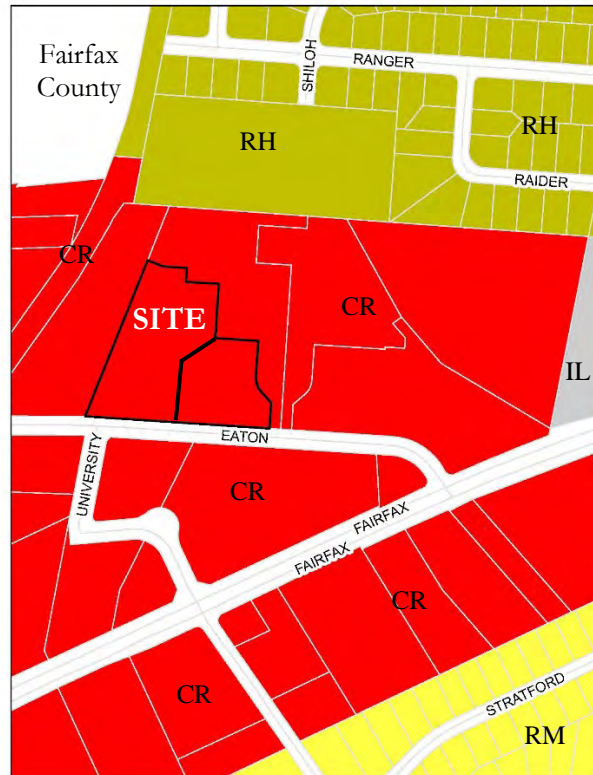 Fairfax
County
SHILOH
RANGER
RH
RH
RAIDER
CR
SITE
CR
IL
EATON
UNIVERSITY
CR
FAIRFAX
FAIRFAX
CR
CR
STRATFORD
RM